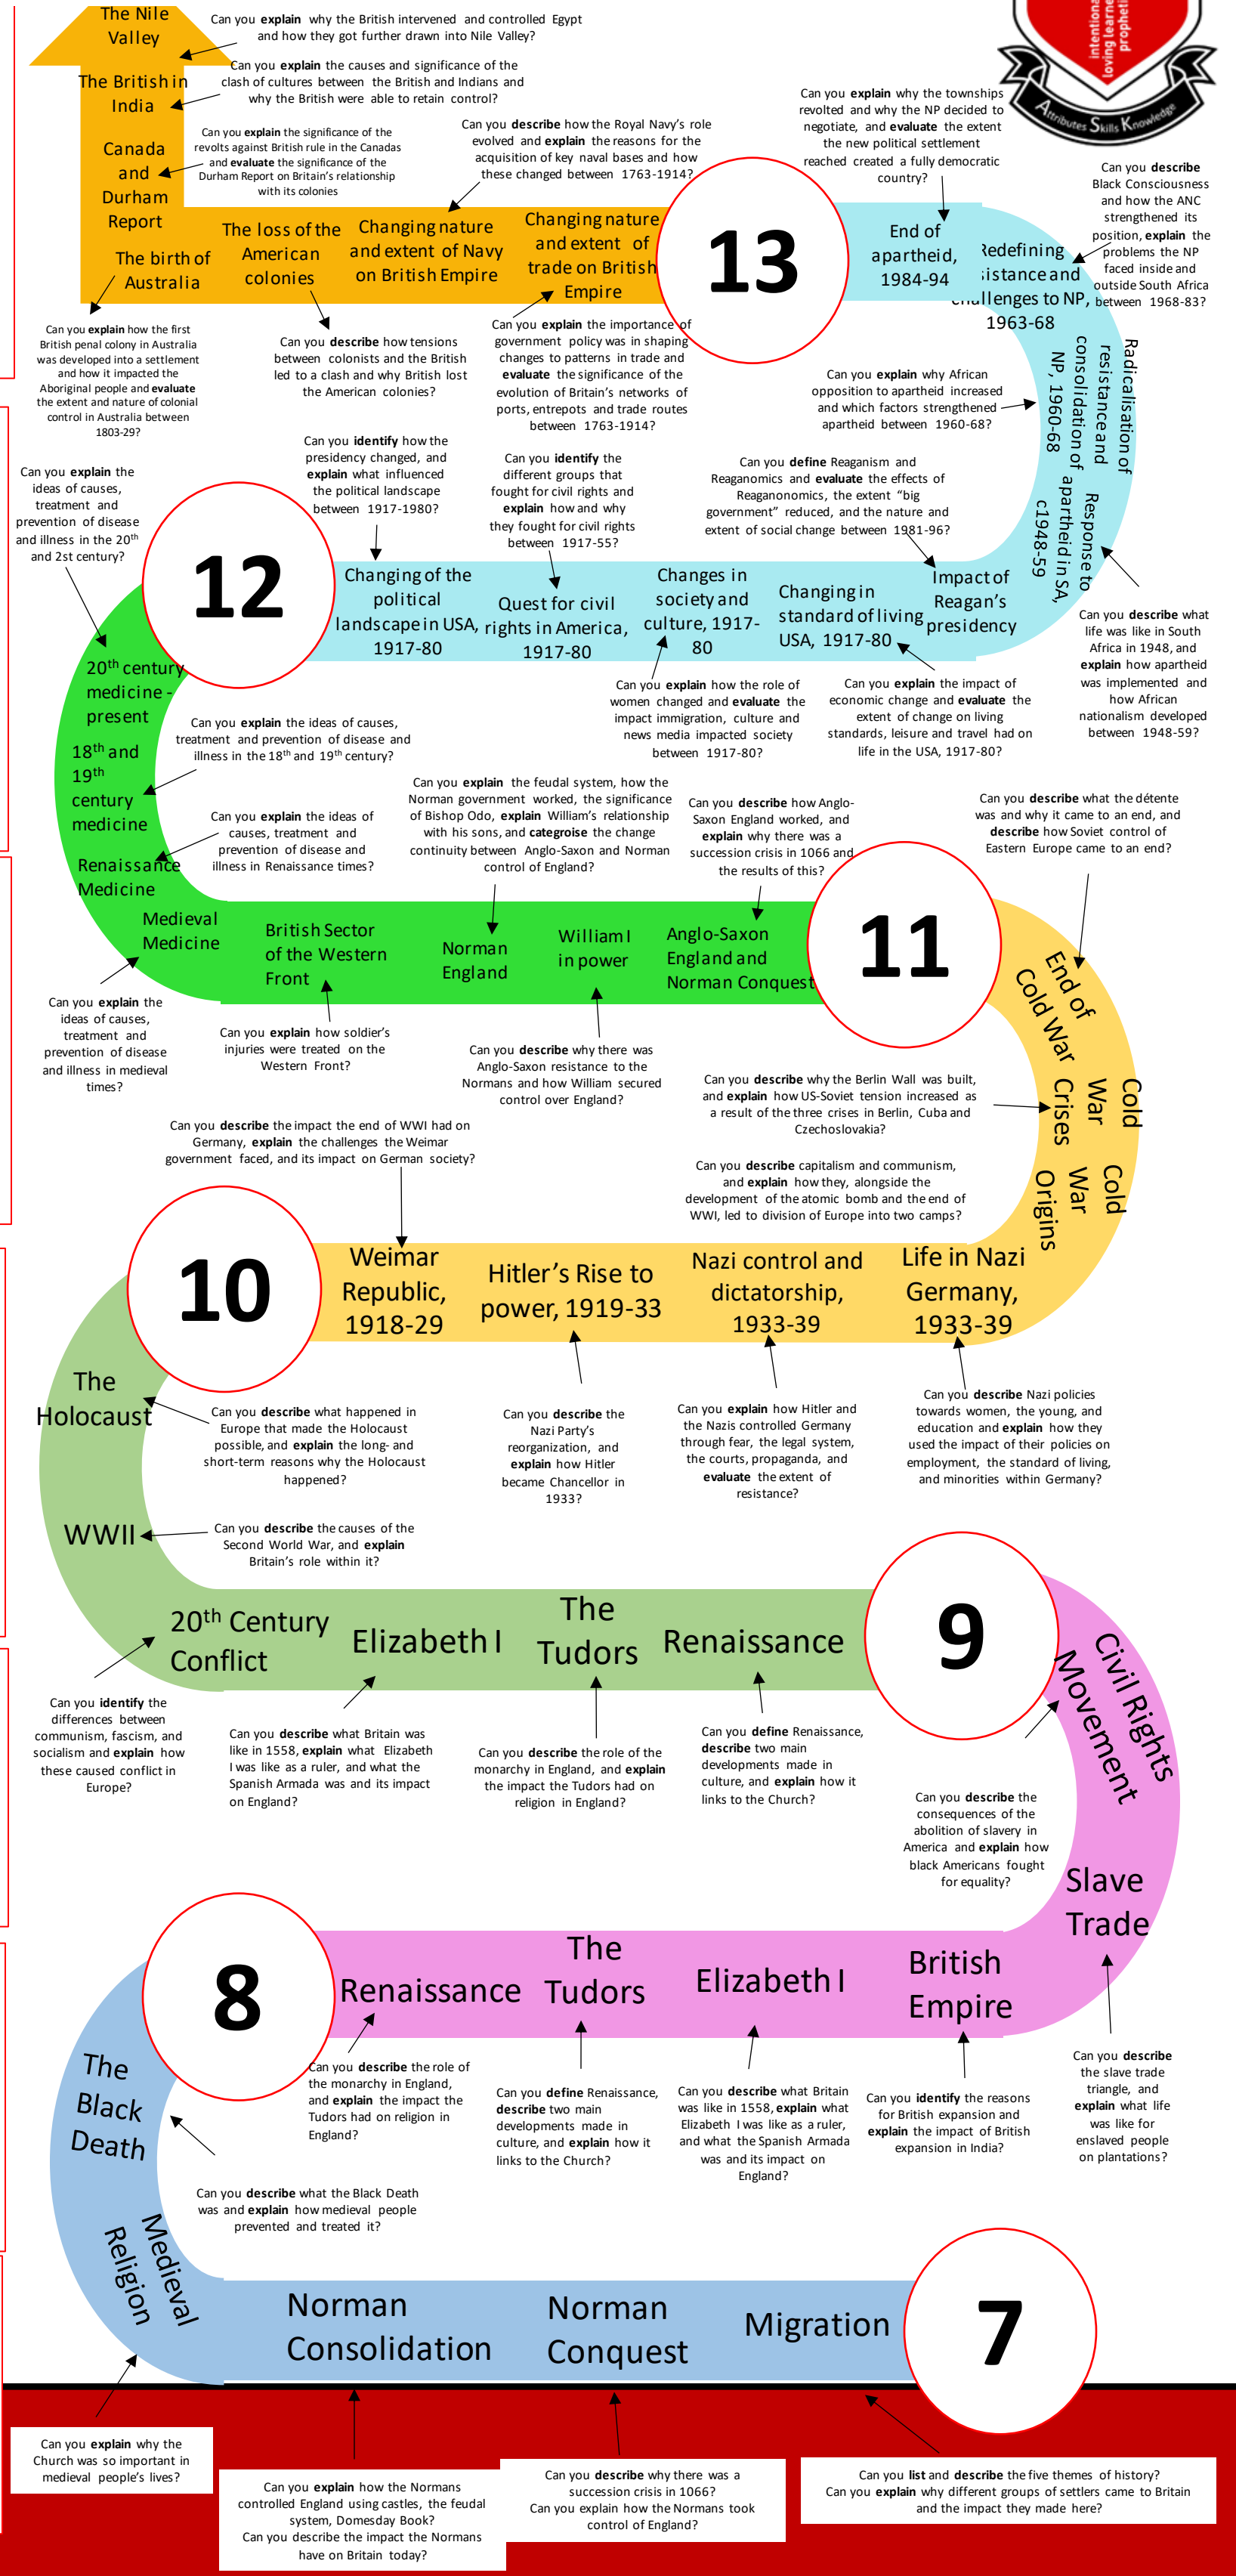 The Nile
Valley
Can you explain why the British intervened and controlled Egypt
and how they got further drawn into Nile Valley?
The British in
India
Can you explain the causes and significance of the
clash of cultures between the British and Indians and
why the British were able to retain control?
intentional
loving learners
prophetic
Attributes Skills Knowledge
Canada
and
Durham
Report
Can you explain the significance of the
revolts against British rule in the Canadas
and evaluate the significance of the
Durham Report on Britain's relationship
with its colonies
Can you describe how the Royal Navy's role
evolved and explain the reasons for the
acquisition of key naval bases and how
these changed between 1763-1914?
Can you explain why the townships
revolted and why the NP decided to
negotiate, and evaluate the extent
the new political settlement
reached created a fully democratic
country?
Can you describe
Black Consciousness
and how the ANC
strengthened its
position, explain the
problems the NP
faced inside and
outside South Africa
between 1968-83?
The birth of
Australia
The loss of the
American
colonies
Changing nature
and extent of Navy
on British Empire
Changing nature
and extent of
trade on British
Empire
13
End of
apartheid,
1984-94
Redefining
resistance and
challenges to NP,
1963-68
Can you explain how the first
British penal colony in Australia
was developed into a settlement
and how it impacted the
Aboriginal people and evaluate
the extent and nature of colonial
control in Australia between
1803-29?
Can you describe how tensions
between colonists and the British
led to a clash and why British lost
the American colonies?
Can you explain the importance of
government policy was in shaping
changes to patterns in trade and
evaluate the significance of the
evolution of Britain's networks of
ports, entrepots and trade routes
between 1763-1914?
Can you explain why African
opposition to apartheid increased
and which factors strengthened
apartheid between 1960-68?
Radicalisation of
resistance and
consolidation of
NP, 1960-68
Can you explain the
ideas of causes,
treatment and
prevention of disease
and illness in the 20th
and 2st century?
Can you identify how the
presidency changed, and
explain what influenced
the political landscape
between 1917-1980?
Can you identify the
different groups that
fought for civil rights and
explain how and why
they fought for civil rights
between 1917-55?
Can you define Reaganism and
Reaganomics and evaluate the effects of
Reaganonomics, the extent "big
government" reduced, and the nature and
extent of social change between 1981-96?
Response to
apartheid in SA,
c1948-59
12
Changing of the
political
landscape in USA,
1917-80
Quest for civil
rights in America,
1917-80
Changes in
society and
culture, 1917-
80
Changing in
standard of living
USA, 1917-80
Impact of
Reagan's
presidency
Can you describe what
life was like in South
Africa in 1948, and
explain how apartheid
was implemented and
how African
nationalism developed
between 1948-59?
Can you explain how the role of
women changed and evaluate the
impact immigration, culture and
news media impacted society
between 1917-80?
Can you explain the impact of
economic change and evaluate the
extent of change on living
standards, leisure and travel had on
life in the USA, 1917-80?
20th century
medicine -
present
18th and
19th
century
medicine
Can you explain the ideas of causes,
treatment and prevention of disease and
illness in the 18th and 19th century?
Renaissance
Medicine
Can you explain the ideas of
causes, treatment and
prevention of disease and
illness in Renaissance times?
Can you explain the feudal system, how the
Norman government worked, the significance
of Bishop Odo, explain William's relationship
with his sons, and categroise the change
continuity between Anglo-Saxon and Norman
control of England?
Can you describe how Anglo-
Saxon England worked, and
explain why there was a
succession crisis in 1066 and
the results of this?
Can you describe what the détente
was and why it came to an end, and
describe how Soviet control of
Eastern Europe came to an end?
Medieval
Medicine
British Sector
of the Western
Front
Norman
England
William I
in power
Anglo-Saxon
England and
Norman Conquest
11
End of
Cold War
Can you explain the
ideas of causes,
treatment and
prevention of disease
and illness in medieval
times?
Can you explain how soldier's
injuries were treated on the
Western Front?
Can you describe why there was
Anglo-Saxon resistance to the
Normans and how William secured
control over England?
Can you describe why the Berlin Wall was built,
and explain how US-Soviet tension increased as
a result of the three crises in Berlin, Cuba and
Czechoslovakia?
Cold
War
Crises
Can you describe the impact the end of WWI had on
Germany, explain the challenges the Weimar
government faced, and its impact on German society?
Can you describe capitalism and communism,
and explain how they, alongside the
development of the atomic bomb and the end of
WWI, led to division of Europe into two camps?
Cold
War
Origins
10
Weimar
Republic,
1918-29
Hitler's Rise to
power, 1919-33
Nazi control and
dictatorship,
1933-39
Life in Nazi
Germany,
1933-39
The
Holocaust
Can you describe what happened in
Europe that made the Holocaust
possible, and explain the long- and
short-term reasons why the Holocaust
happened?
Can you describe the
Nazi Party's
reorganization, and
explain how Hitler
became Chancellor in
1933?
Can you explain how Hitler and
the Nazis controlled Germany
through fear, the legal system,
the courts, propaganda, and
evaluate the extent of
resistance?
Can you describe Nazi policies
towards women, the young, and
education and explain how they
used the impact of their policies on
employment, the standard of living,
and minorities within Germany?
WWII
Can you describe the causes of the
Second World War, and explain
Britain's role within it?
20th Century
Conflict
Elizabeth I
The
Tudors
Renaissance
9
Civil Rights
Movement
Can you identify the
differences between
communism, fascism, and
socialism and explain how
these caused conflict in
Europe?
Can you describe what Britain was
like in 1558, explain what Elizabeth
I was like as a ruler, and what the
Spanish Armada was and its impact
on England?
Can you describe the role of the
monarchy in England, and explain
the impact the Tudors had on
religion in England?
Can you define Renaissance,
describe two main
developments made in
culture, and explain how it
links to the Church?
Can you describe the
consequences of the
abolition of slavery in
America and explain how
black Americans fought
for equality?
Slave
Trade
8
Renaissance
The
Tudors
Elizabeth I
British
Empire
The
Black
Death
Can you describe the role of
the monarchy in England,
and explain the impact the
Tudors had on religion in
England?
Can you define Renaissance,
describe two main
developments made in
culture, and explain how it
links to the Church?
Can you describe what Britain
was like in 1558, explain what
Elizabeth I was like as a ruler,
and what the Spanish Armada
was and its impact on
England?
Can you identify the reasons
for British expansion and
explain the impact of British
expansion in India?
Can you describe
the slave trade
triangle, and
explain what life
was like for
enslaved people
on plantations?
Can you describe what the Black Death
was and explain how medieval people
prevented and treated it?
Medieval
Religion
Norman
Consolidation
Norman
Conquest
Migration
7
Can you explain why the
Church was so important in
medieval people's lives?
Can you explain how the Normans
controlled England using castles, the feudal
system, Domesday Book?
Can you describe the impact the Normans
have on Britain today?
Can you describe why there was a
succession crisis in 1066?
Can you explain how the Normans took
control of England?
Can you list and describe the five themes of history?
Can you explain why different groups of settlers came to Britain
and the impact they made here?